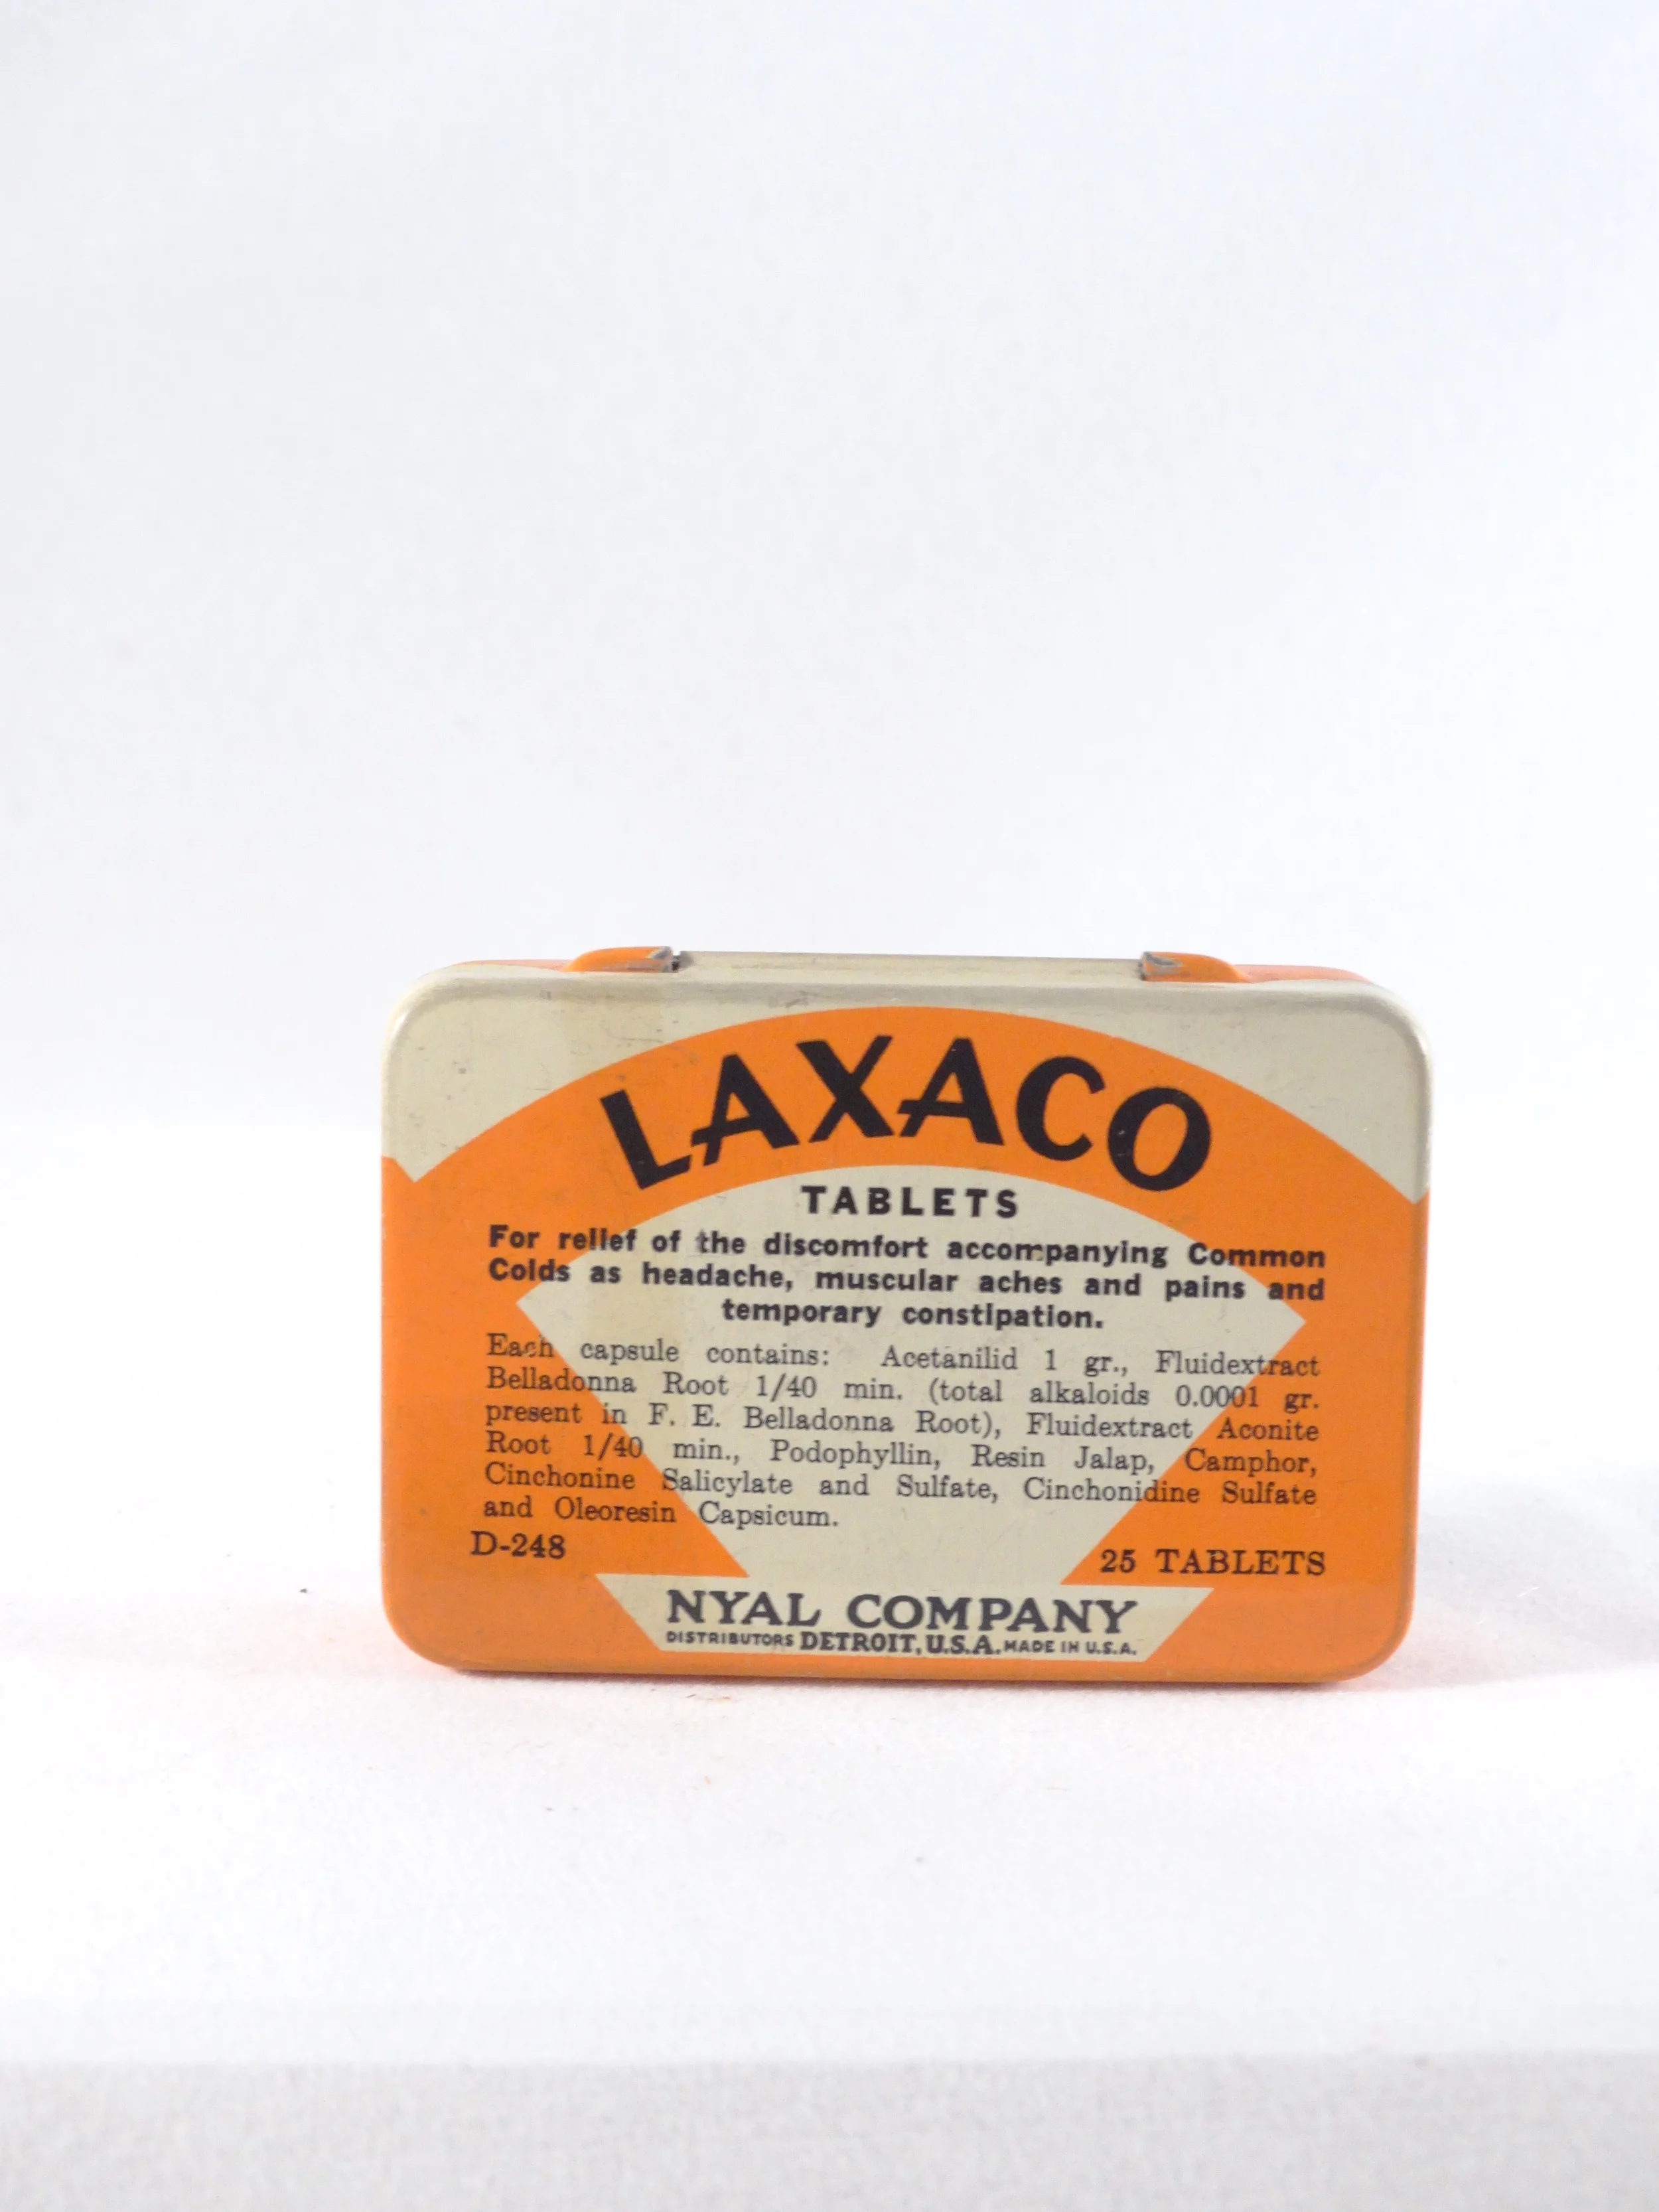 LAXACO
TABLETS
For relief of the discomfort accompanying Common
Colds as headache, muscular aches and pains and
temporary constipation.
Each capsule contains: Acetanilid 1 gr., Fluidextract
Belladonna Root 1/40 min. (total alkaloids 0.0001 gr.
present in F. E. Belladonna Root), Fluidextract Aconite
Root 1/40 min., Podophyllin, Resin Jalap, Camphor,
Cinchonine Salicylate and Sulfate, Cinchonidine Sulfate
and Oleoresin Capsicum.
D-248 25 TABLETS
NYAL COMPANY
DISTRIBUTORS DETROIT, U.S.A. MADE IN U.S.A.